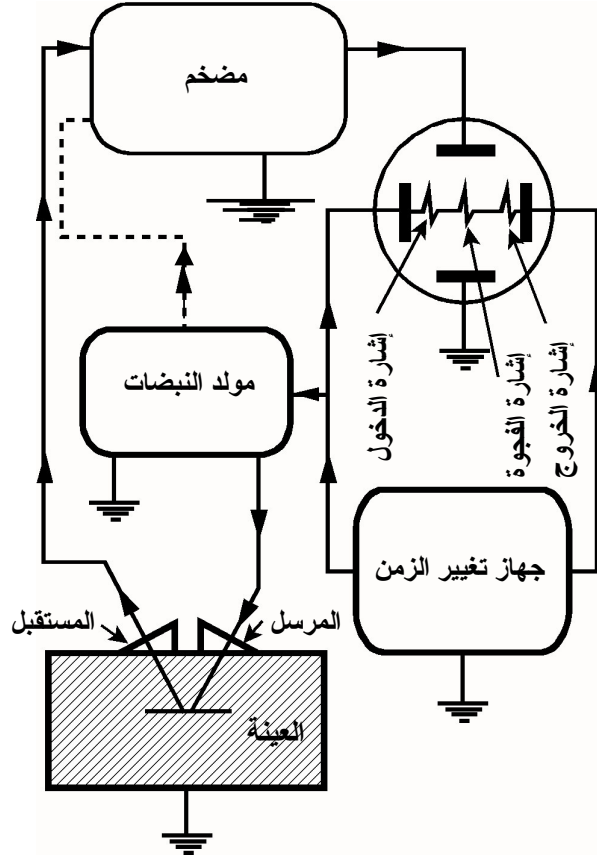 مضخم
مولد النبضات
إشارة الدخول
إشارة الفجوة
إشارة الخروج
جهاز تغيير الزمن
المرسل
المستقبل
العينة